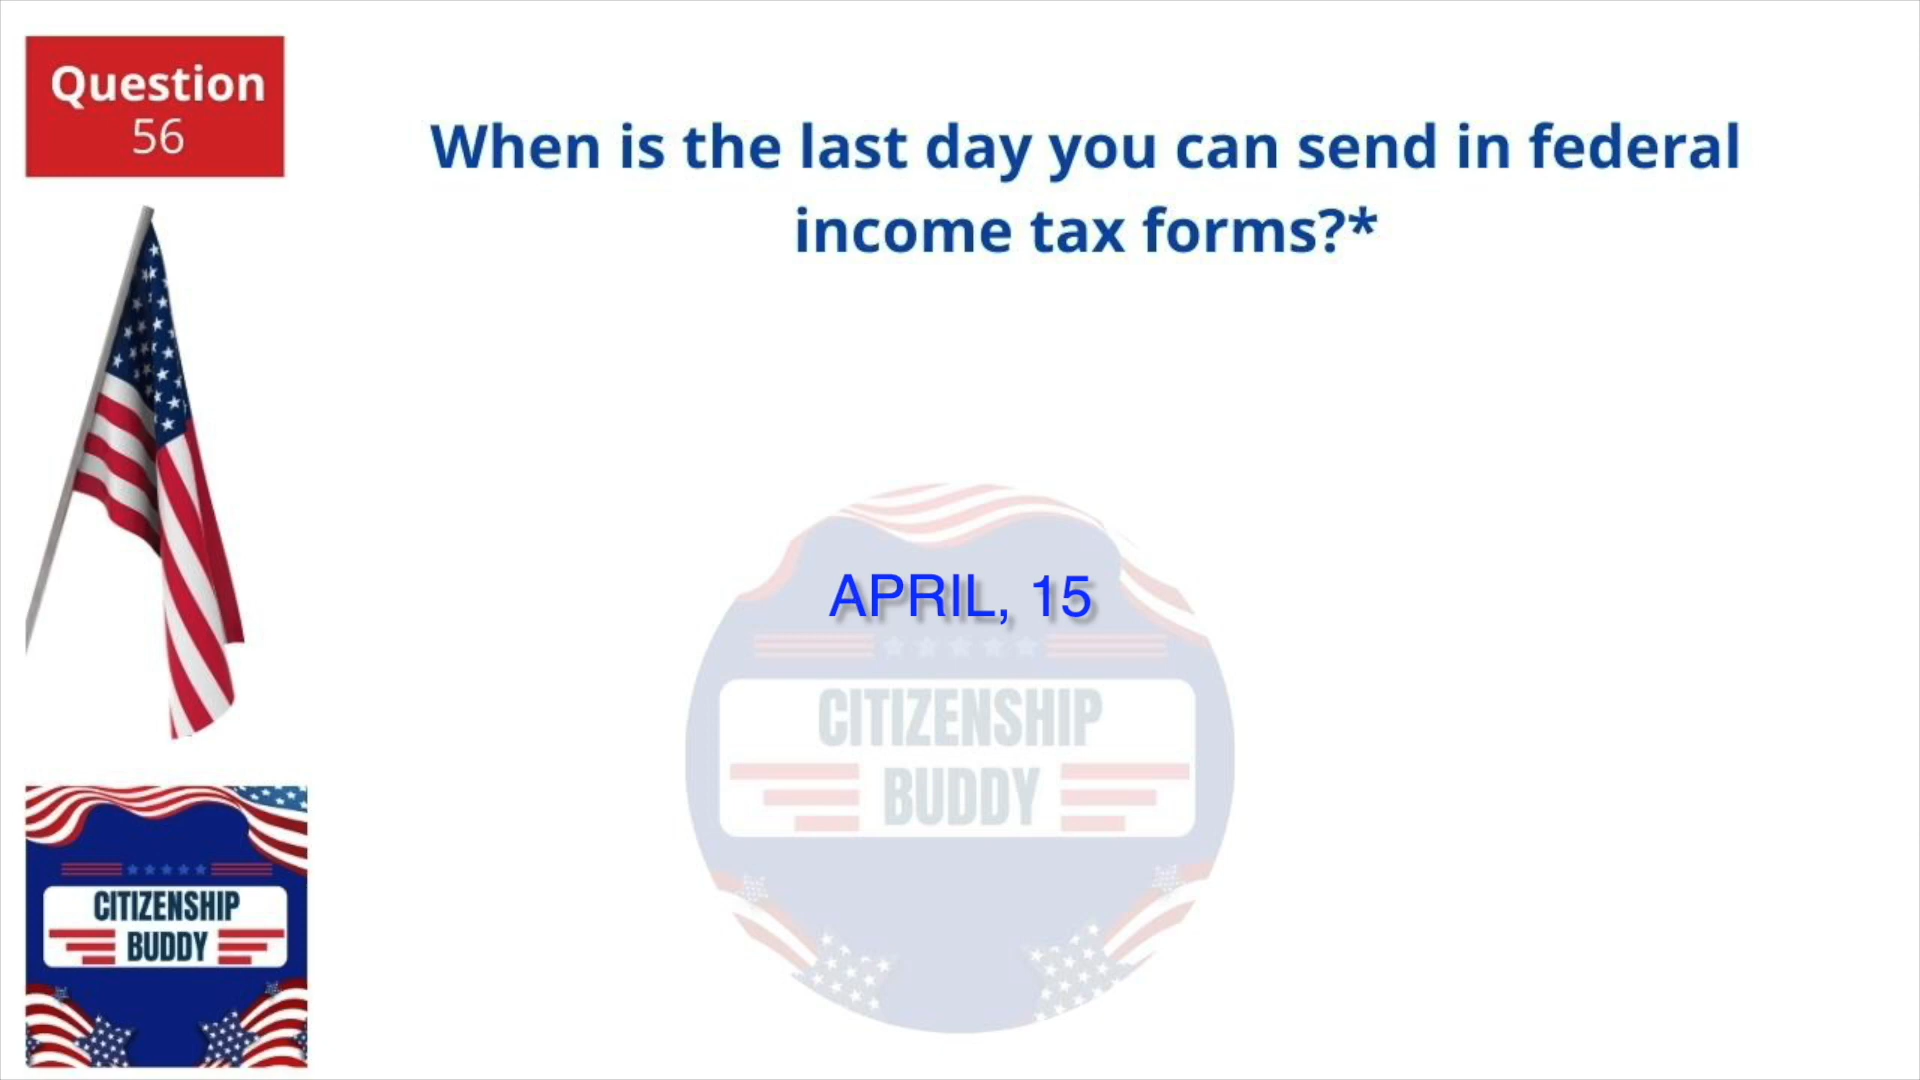 Question
56
When is the last day you can send in federal
income tax forms?*
APRIL, 15
CITIZENSHIP
BUDDY
CITIZENSHIP
BUDDY